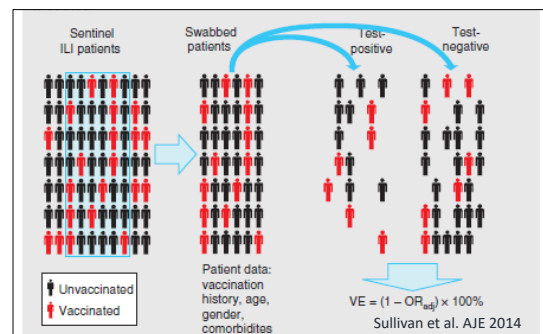 Sentinel
ILI patients
Swabbed
patients
Test-
positive
Test-
negative
Unvaccinated
Vaccinated
Patient data:
vaccination
history, age,
gender,
comorbidites
VE = (1 – ORadj) × 100%
Sullivan et al. AJE 2014